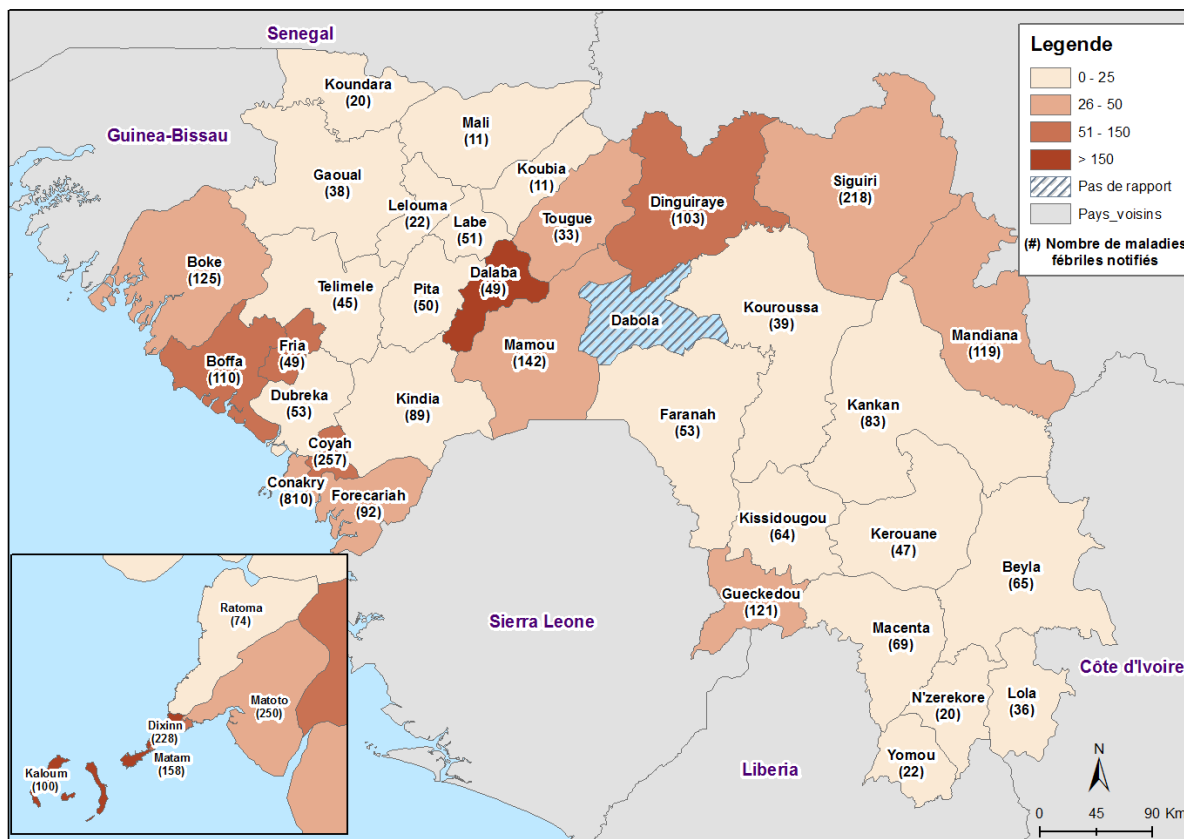 Senegal
Guinea-Bissau
Koundara
(20)
Mali
(11)
Koubia
(11)
Gaoual
(38)
Lelouma
(22)
Labe
(51)
Tougue
(33)
Dinguiraye
(103)
Siguiri
(218)
Boke
(125)
Telimele
(45)
Pita
(50)
Dalaba
(49)
Dabola
Kouroussa
(39)
Mandiana
(119)
Boffa
(110)
Fria
(49)
Mamou
(142)
Dubreka
(53)
Kindia
(89)
Faranah
(53)
Kankan
(83)
Coyah
(257)
Conakry
(810)
Forecariah
(92)
Kissidougou
(64)
Kerouane
(47)
Beyla
(65)
Gueckedou
(121)
Macenta
(69)
Sierra Leone
Côte d'Ivoire
N'zerekore
(20)
Lola
(36)
Yomou
(22)
Liberia
Legende
0 - 25
26 - 50
51 - 150
> 150
Pas de rapport
Pays_voisins
(#) Nombre de maladies
fébriles notifiés
Ratoma
(74)
Matoto
(250)
Dixinn
(228)
Matam
(158)
Kaloum
(100)
N
0 45 90 Km